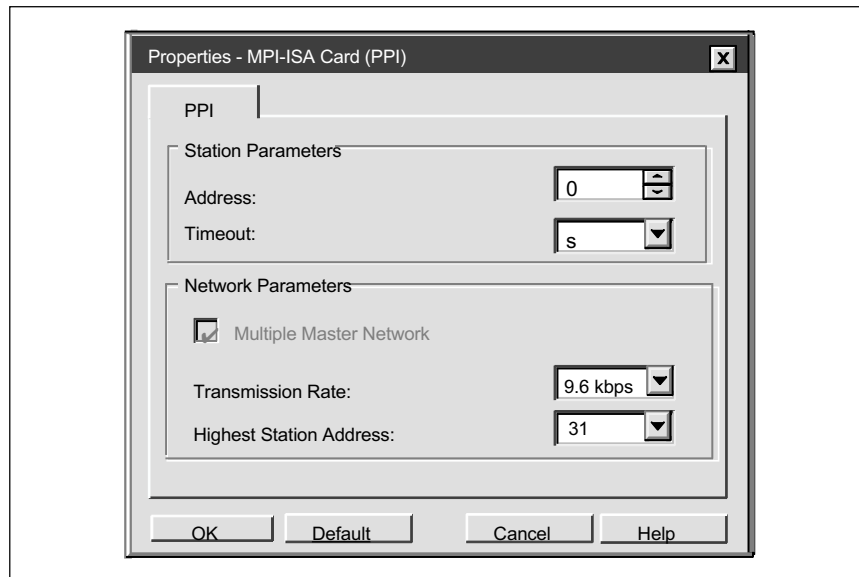 Properties - MPI-ISA Card (PPI)
PPI
Station Parameters
Address: 0
Timeout: s
Network Parameters
Multiple Master Network
Transmission Rate: 9.6 kbps
Highest Station Address: 31
OK Default Cancel Help